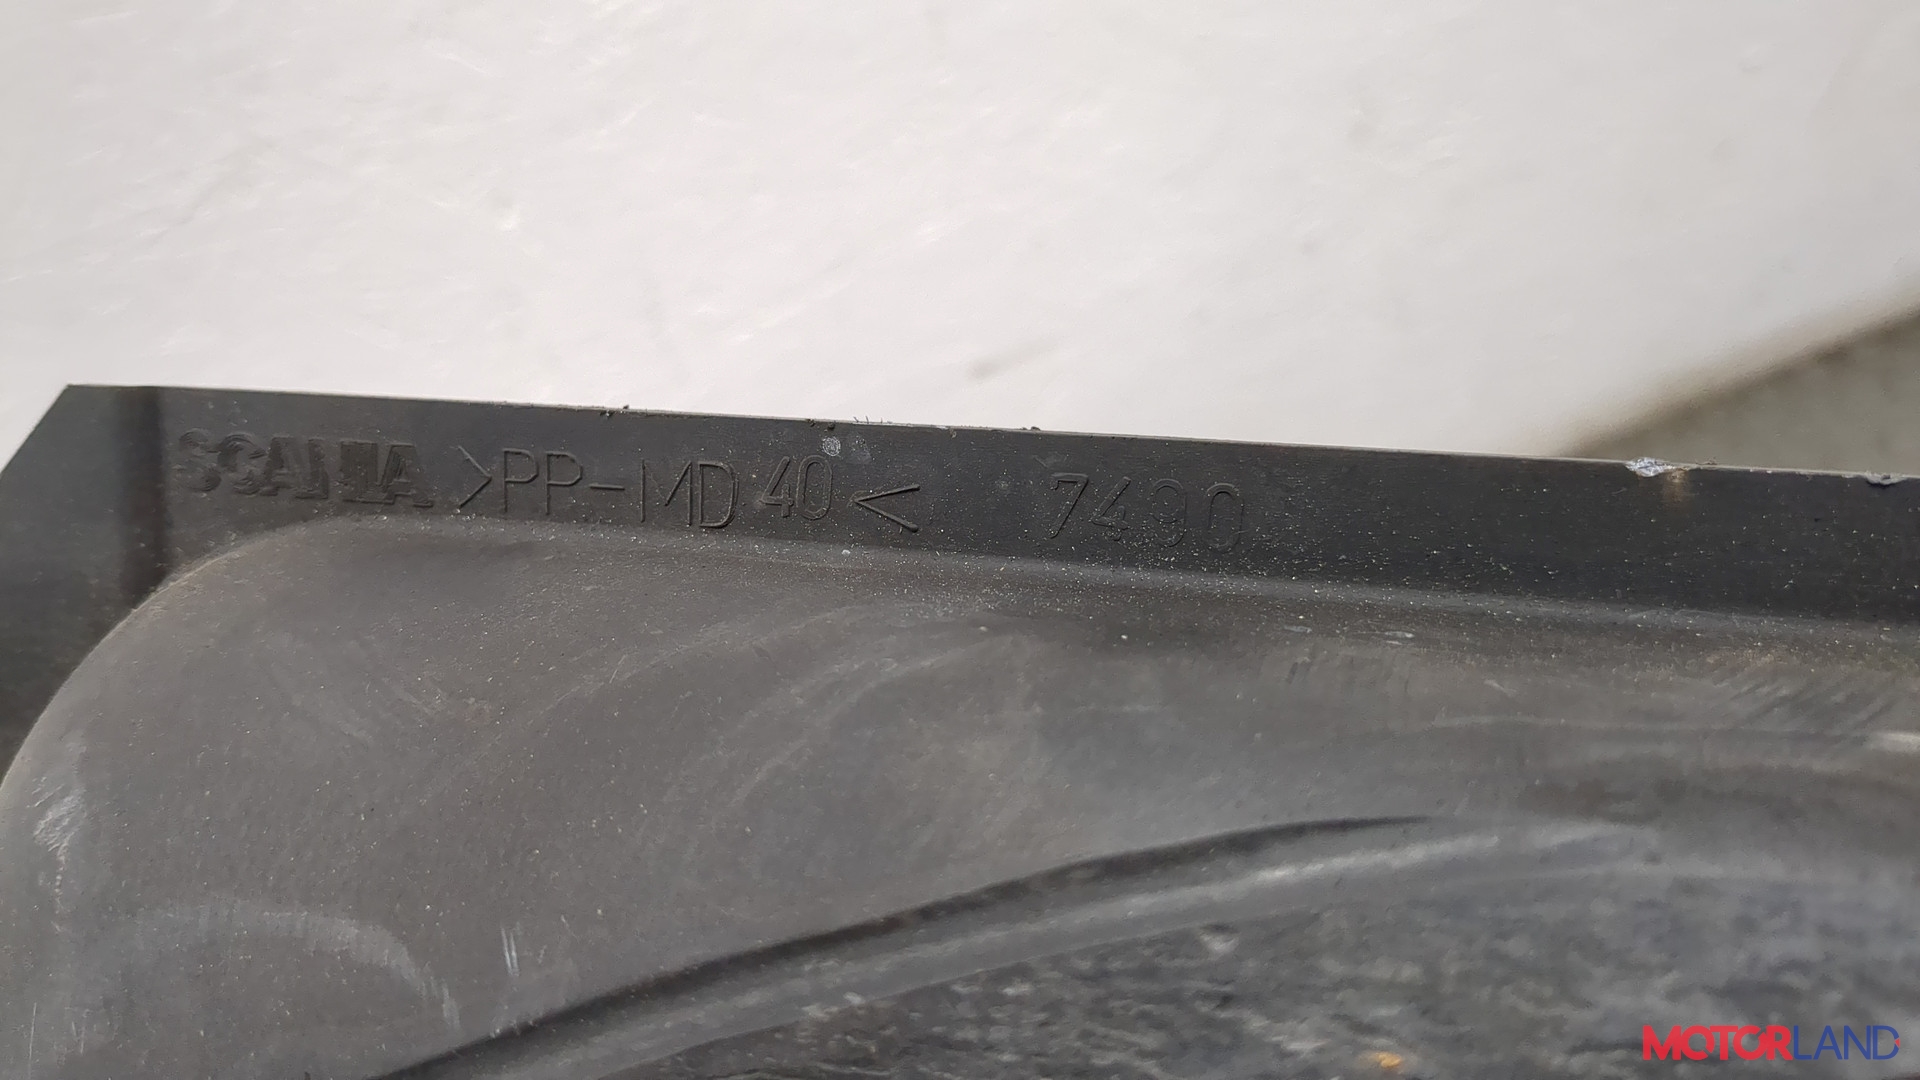 SCANIA >PP-MD40< 7490
MOTORLAND